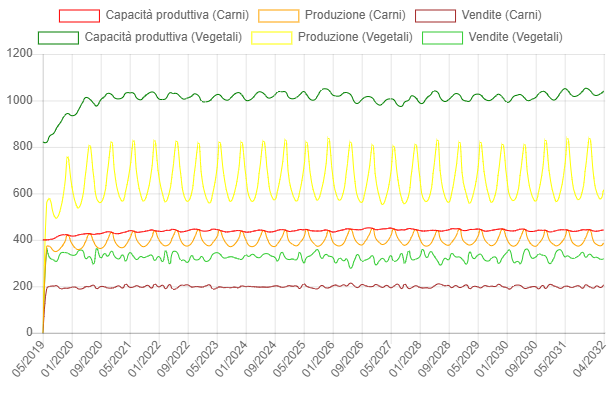 Capacità produttiva (Carni) Produzione (Carni) Vendite (Carni)
Capacità produttiva (Vegetali) Produzione (Vegetali) Vendite (Vegetali)
1200
1000
800
600
400
200
0
05/2019 01/2020 09/2020 05/2021 01/2022 09/2022 05/2023 01/2024 09/2024 05/2025 01/2026 09/2026 05/2027 01/2028 09/2028 05/2029 01/2030 09/2030 05/2031 04/2032